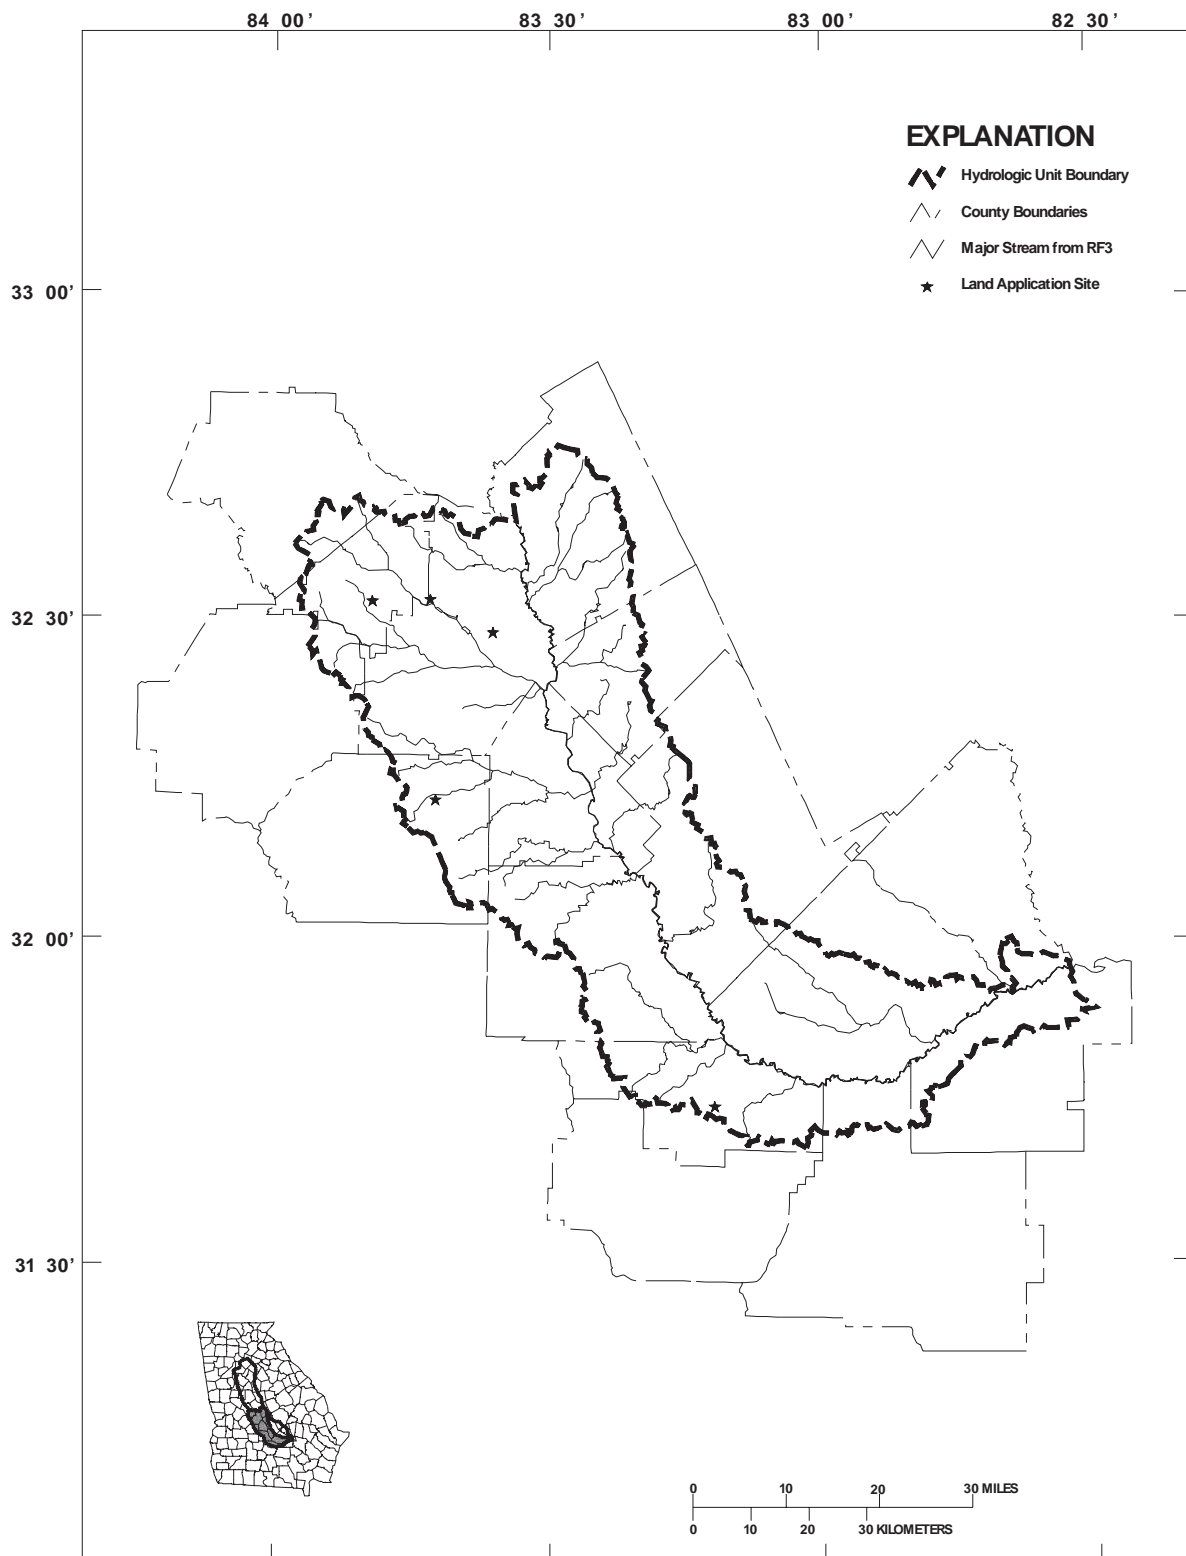 84 00 '
83 30 '
83 00 '
82 30 '
EXPLANATION
Hydrologic Unit Boundary
County Boundaries
Major Stream from RF3
Land Application Site
33 00'
32 30'
32 00'
31 30'
0 10 20 30 MILES
0 10 20 30 KILOMETERS